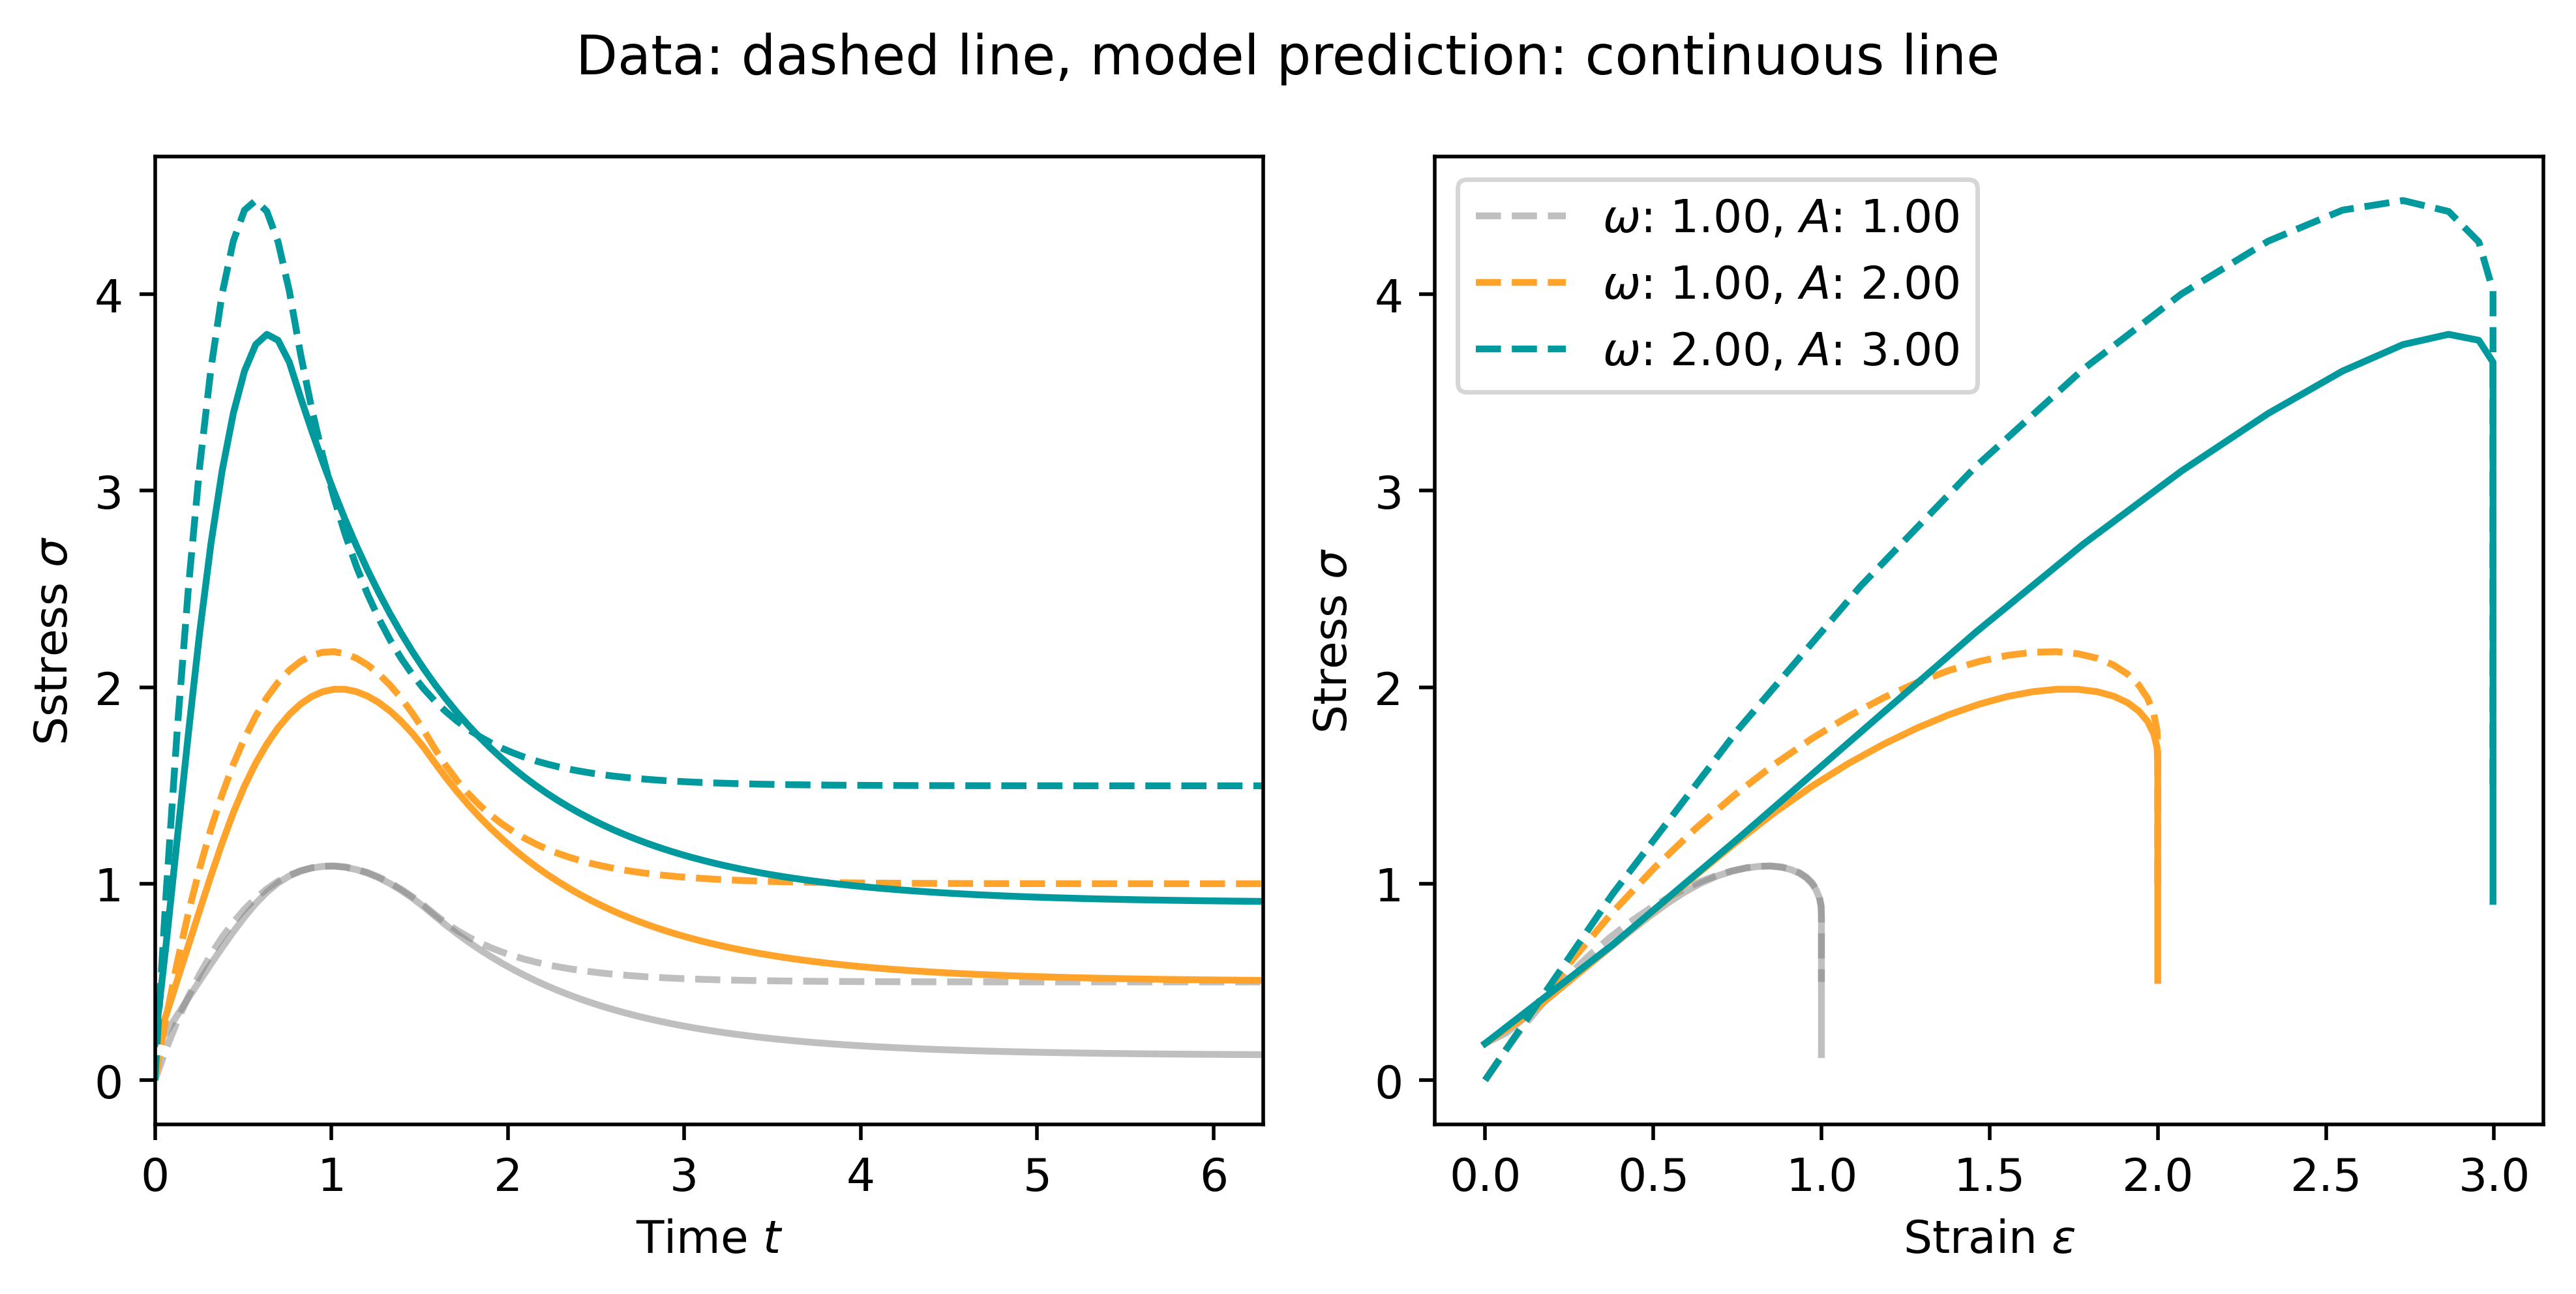 Data: dashed line, model prediction: continuous line
Sstress σ
4
3
2
1
0
0 1 2 3 4 5 6
Time t
Stress σ
4
3
2
1
0
ω: 1.00, A: 1.00
ω: 1.00, A: 2.00
ω: 2.00, A: 3.00
0.0 0.5 1.0 1.5 2.0 2.5 3.0
Strain ε